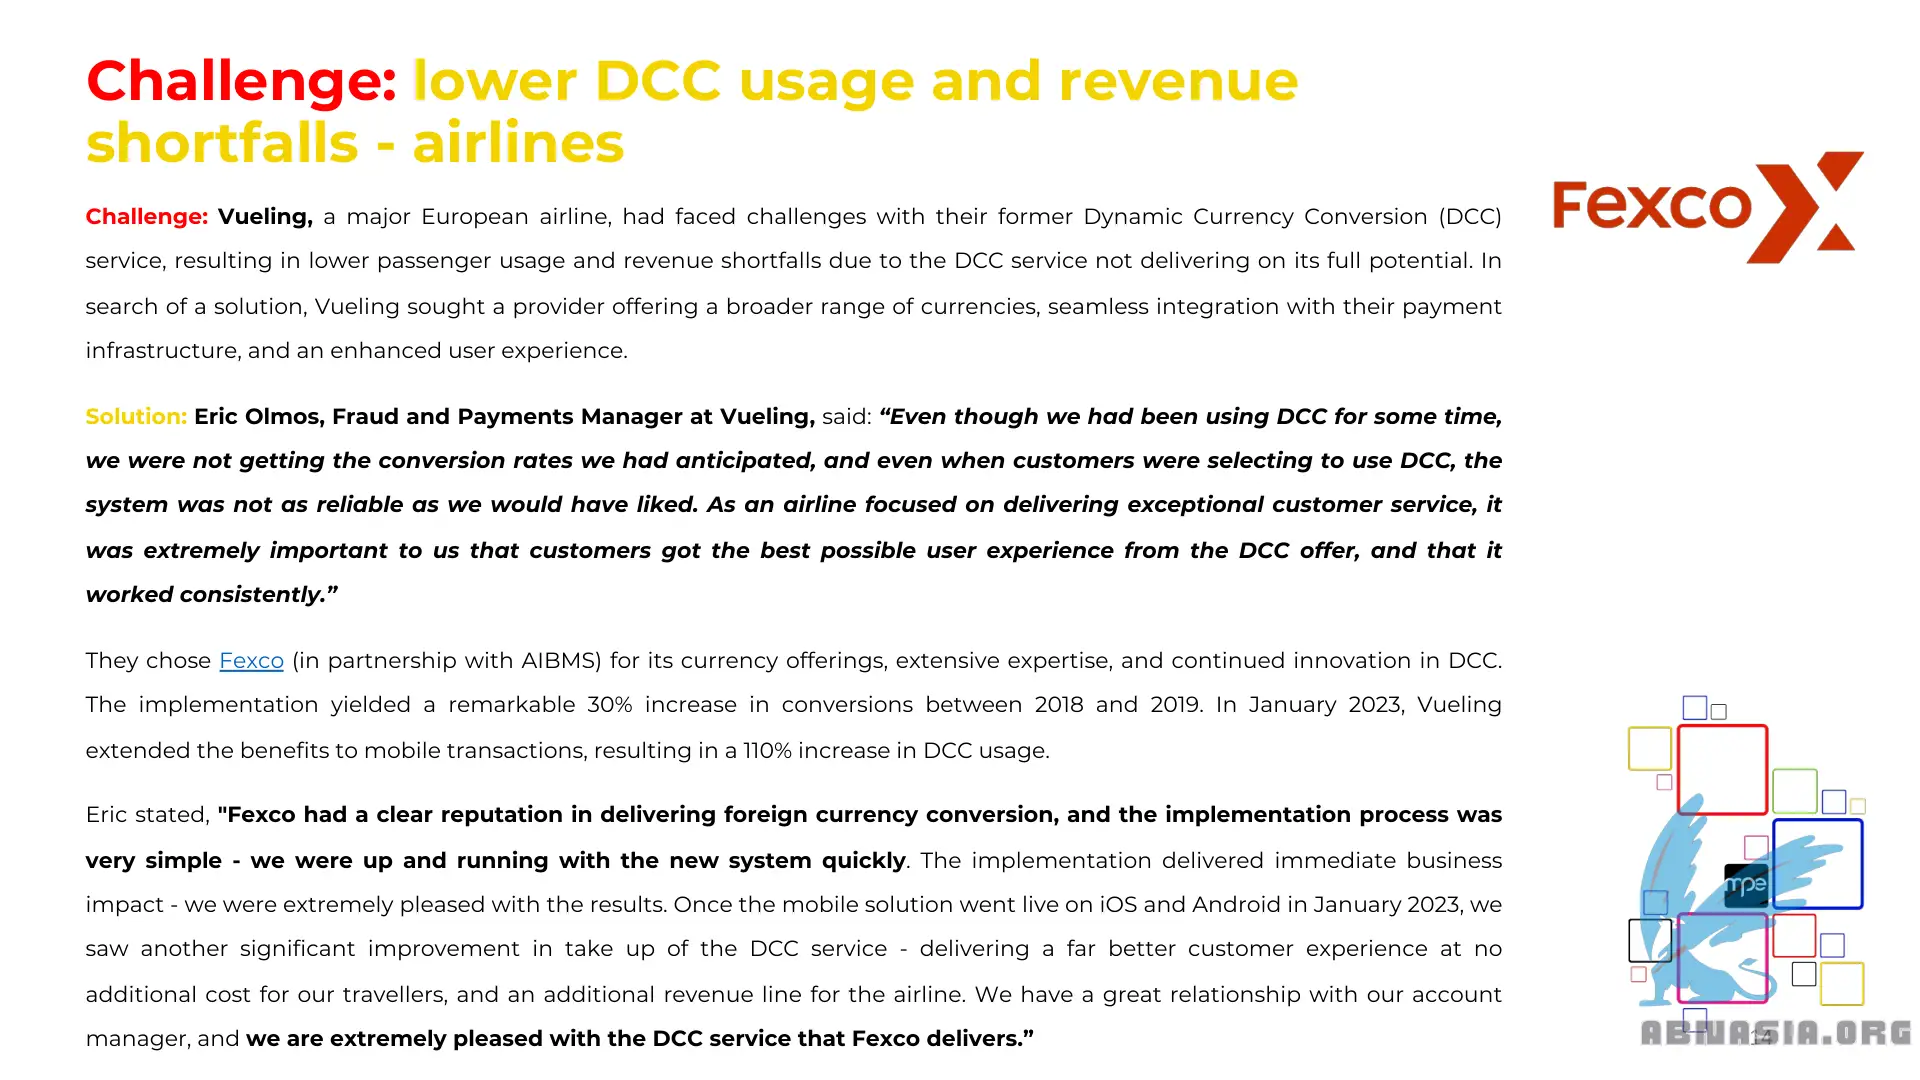 Challenge: lower DCC usage and revenue
shortfalls - airlines
Fexco
Challenge: Vueling, a major European airline, had faced challenges with their former Dynamic Currency Conversion (DCC)
service, resulting in lower passenger usage and revenue shortfalls due to the DCC service not delivering on its full potential. In
search of a solution, Vueling sought a provider offering a broader range of currencies, seamless integration with their payment
infrastructure, and an enhanced user experience.
Solution: Eric Olmos, Fraud and Payments Manager at Vueling, said: “Even though we had been using DCC for some time,
we were not getting the conversion rates we had anticipated, and even when customers were selecting to use DCC, the
system was not as reliable as we would have liked. As an airline focused on delivering exceptional customer service, it
was extremely important to us that customers got the best possible user experience from the DCC offer, and that it
worked consistently.”
They chose Fexco (in partnership with AIBMS) for its currency offerings, extensive expertise, and continued innovation in DCC.
The implementation yielded a remarkable 30% increase in conversions between 2018 and 2019. In January 2023, Vueling
extended the benefits to mobile transactions, resulting in a 110% increase in DCC usage.
Eric stated, "Fexco had a clear reputation in delivering foreign currency conversion, and the implementation process was
very simple - we were up and running with the new system quickly. The implementation delivered immediate business
impact - we were extremely pleased with the results. Once the mobile solution went live on iOS and Android in January 2023, we
saw another significant improvement in take up of the DCC service - delivering a far better customer experience at no
additional cost for our travellers, and an additional revenue line for the airline. We have a great relationship with our account
manager, and we are extremely pleased with the DCC service that Fexco delivers.”
mpe
14
ABIVASIA.ORG